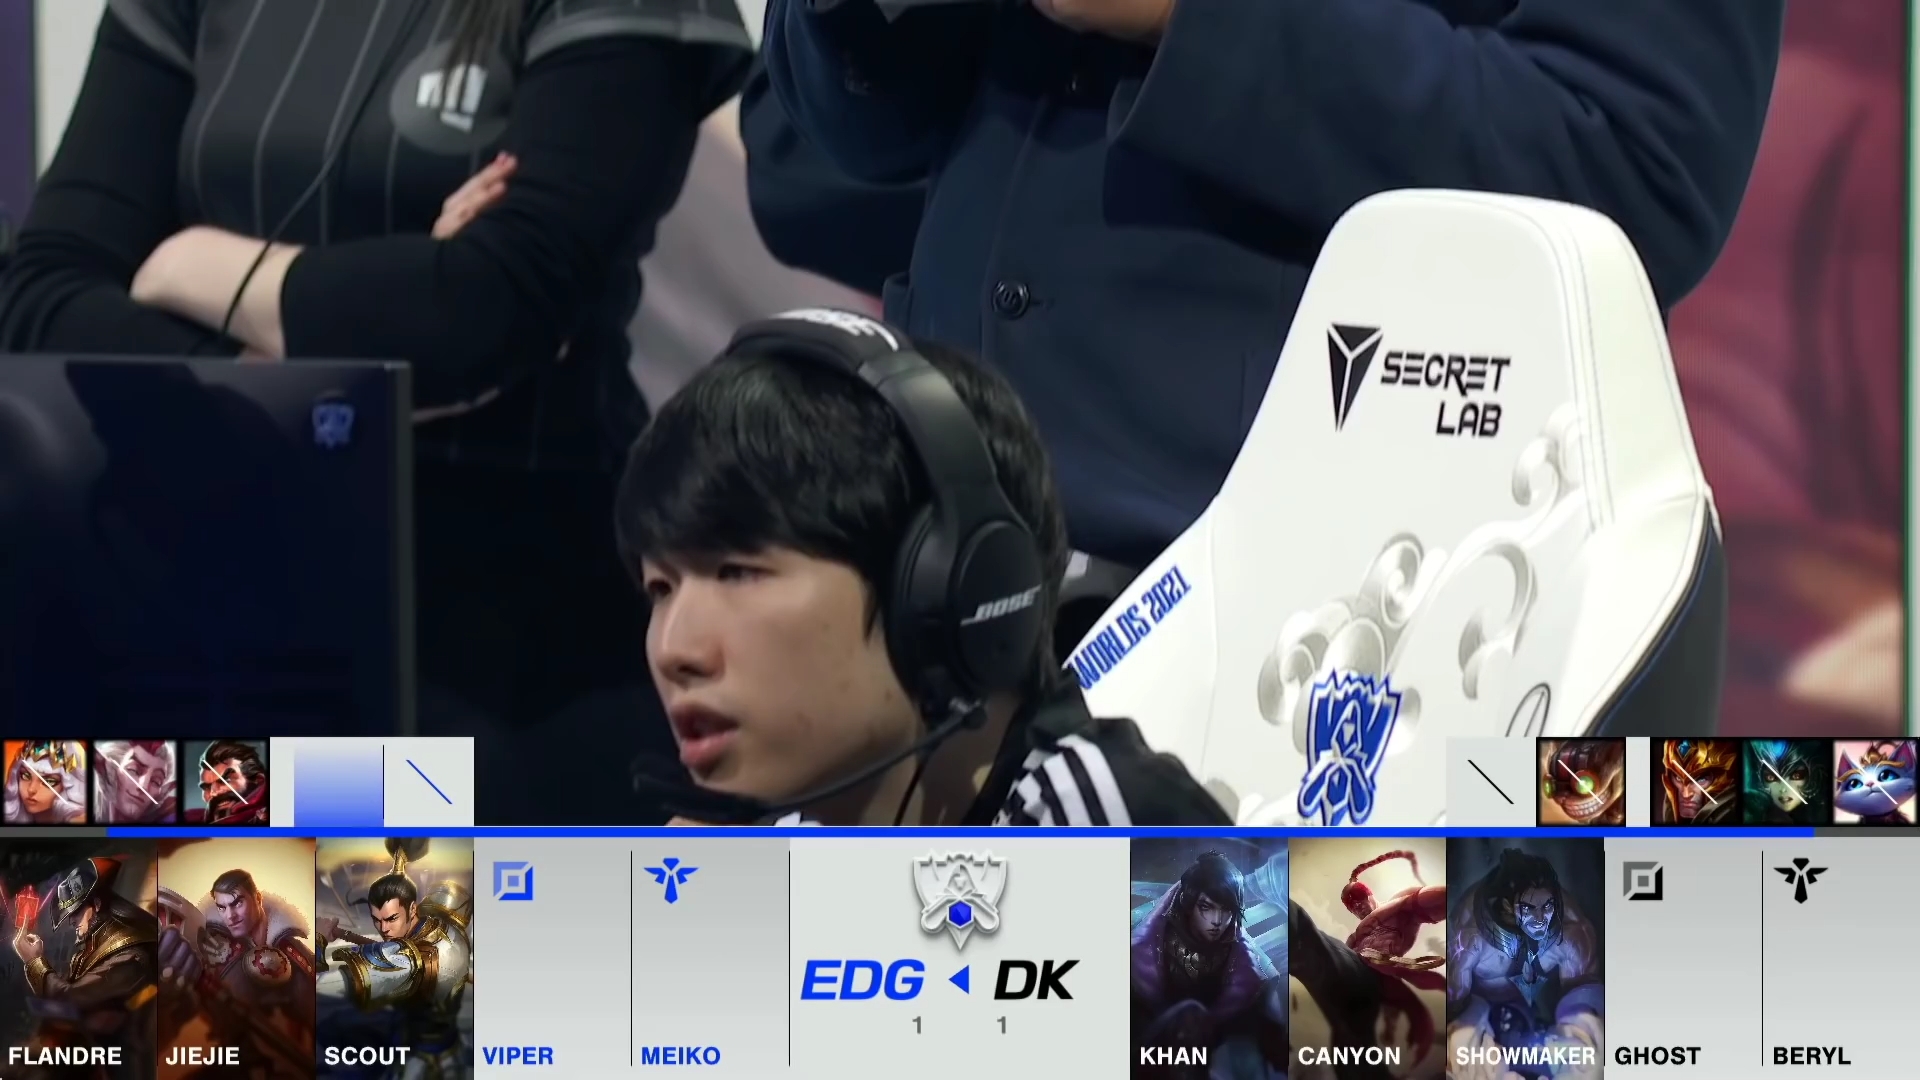 SECRET
LAB
BOSE
WORLDS 2021
EDG DK
1 1
FLANDRE JIEJIE SCOUT VIPER MEIKO KHAN CANYON SHOWMAKER GHOST BERYL